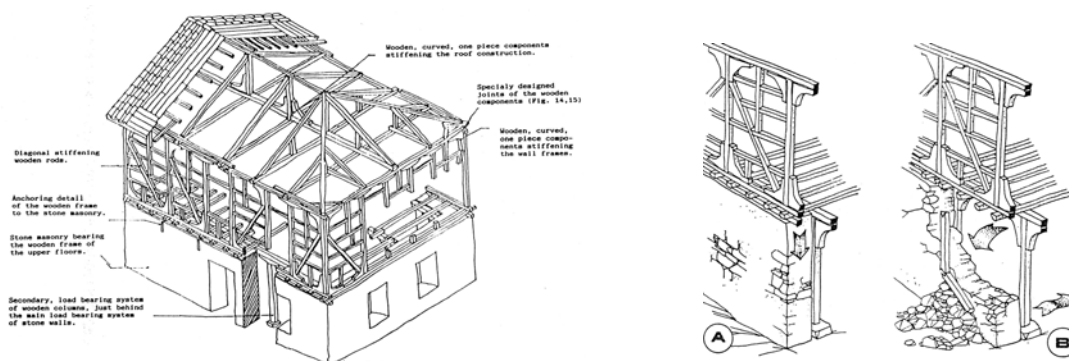 Wooden, curved, one piece components
stiffening the roof construction.
Specialy designed
joints of the wooden
components (Fig. 14,15)
Wooden, curved,
one piece compo-
nents stiffening
the wall frames.
Diagonal stiffening
wooden rods.
Anchoring detail
of the wooden frame
to the stone masonry.
Stone masonry bearing
the wooden frame of
the upper floors.
Secondary, load bearing system
of wooden columns, just behind
the main load bearing system
of stone walls.
A
B